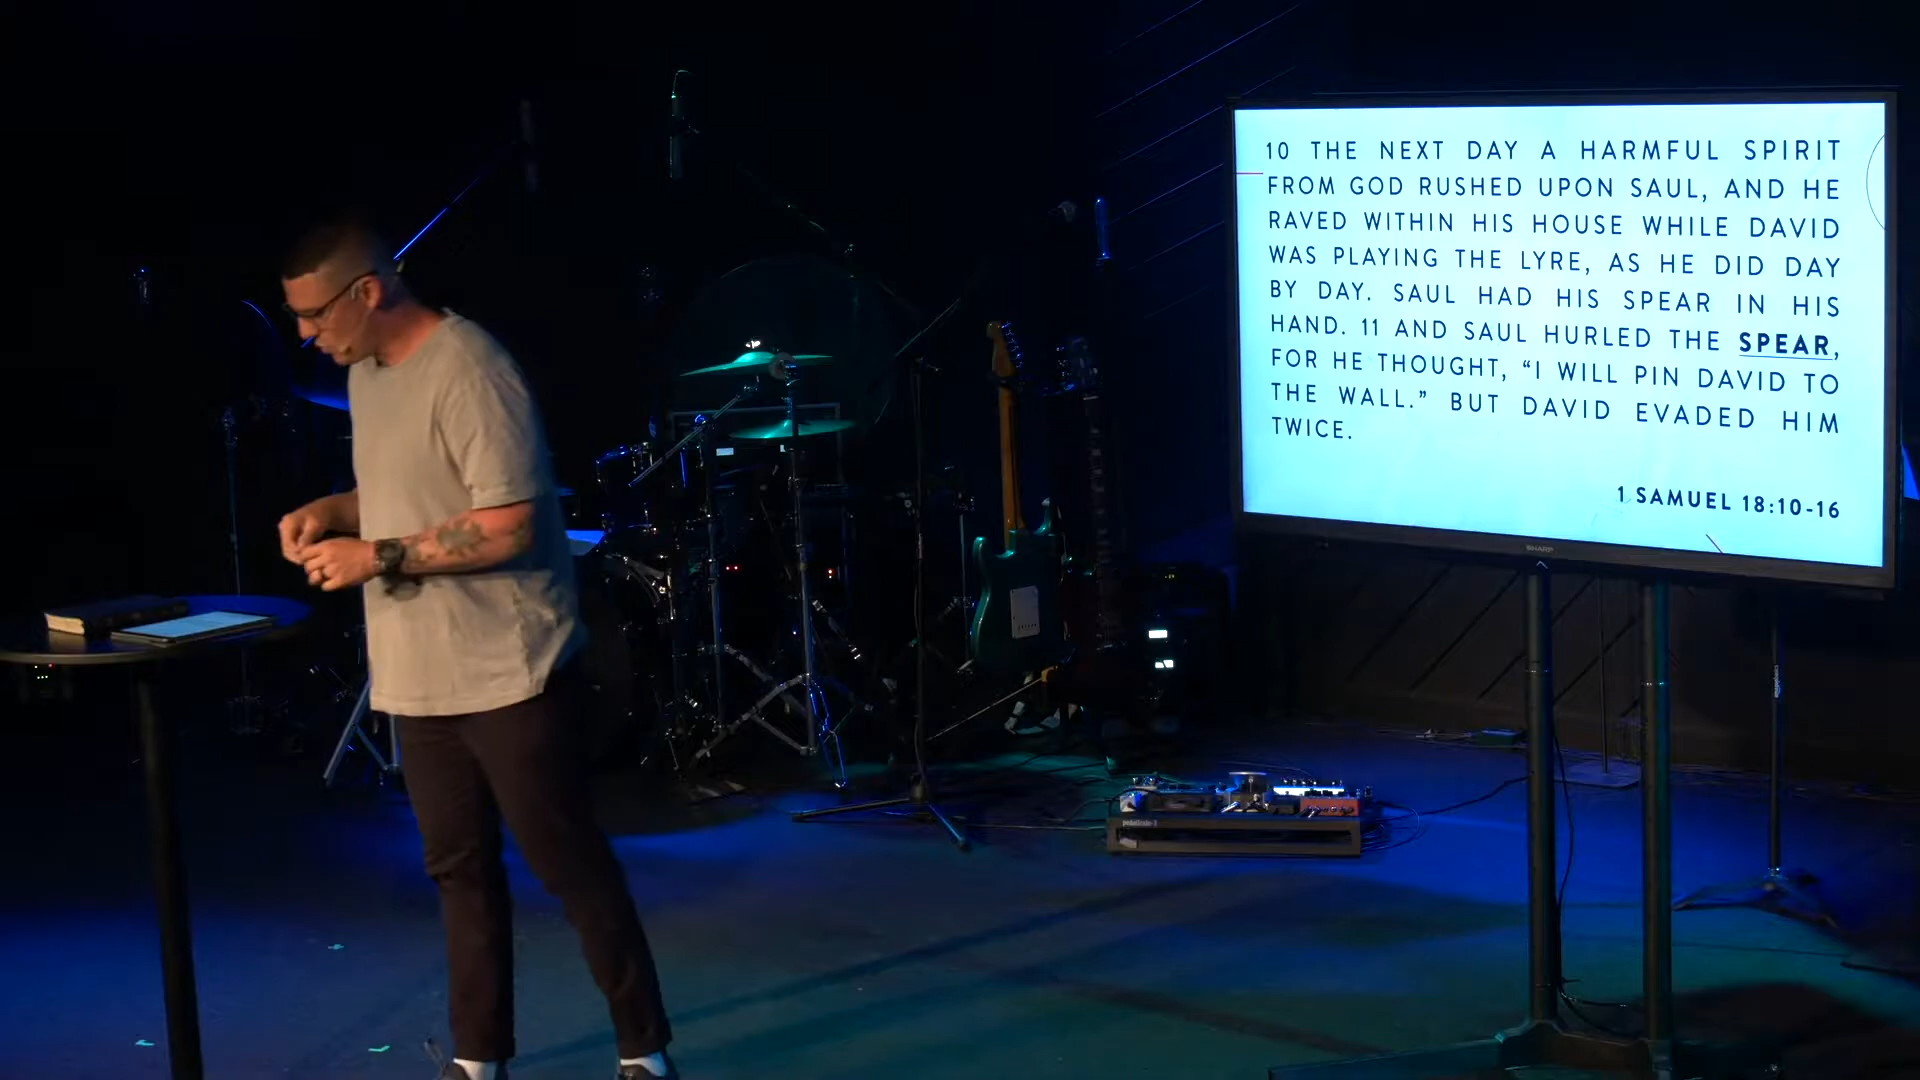 10 THE NEXT DAY A HARMFUL SPIRIT
FROM GOD RUSHED UPON SAUL, AND HE
RAVED WITHIN HIS HOUSE WHILE DAVID
WAS PLAYING THE LYRE, AS HE DID DAY
BY DAY. SAUL HAD HIS SPEAR IN HIS
HAND. 11 AND SAUL HURLED THE SPEAR,
FOR HE THOUGHT, “I WILL PIN DAVID TO
THE WALL.” BUT DAVID EVADED HIM
TWICE.
1 SAMUEL 18:10-16
SHARP